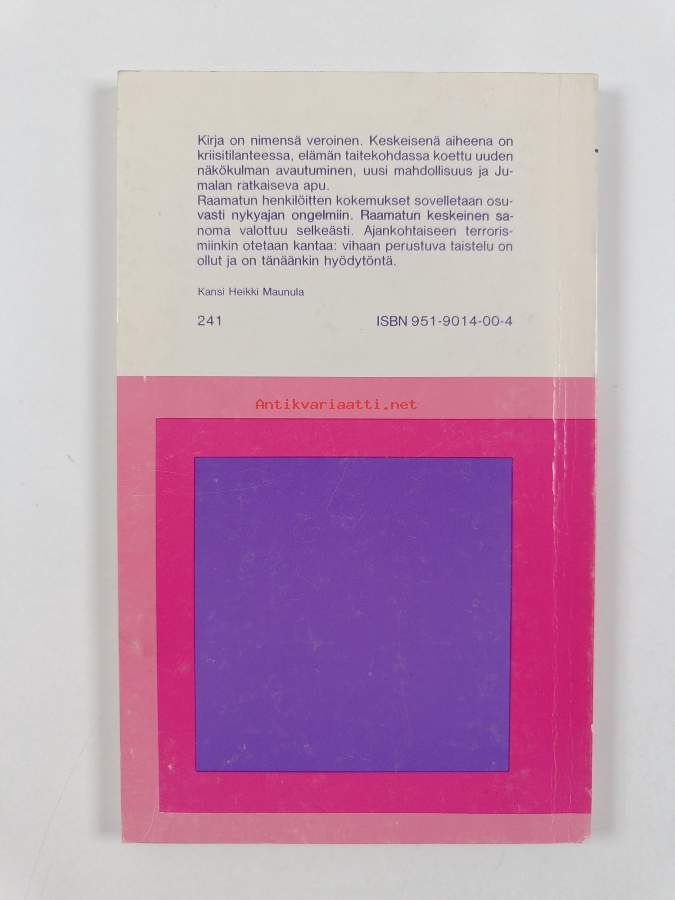 Kirja on nimensä veroinen. Keskeisenä aiheena on
kriisitilanteessa, elämän taitekohdassa koettu uuden
näkökulman avautuminen, uusi mahdollisuus ja Ju-
malan ratkaiseva apu.
Raamatun henkilöitten kokemukset sovelletaan osu-
vasti nykyajan ongelmiin. Raamatun keskeinen sa-
noma valottuu selkeästi. Ajankohtaiseen terroris-
miinkin otetaan kantaa: vihaan perustuva taistelu on
ollut ja on tänäänkin hyödytöntä.
Kansi Heikki Maunula
241 ISBN 951-9014-00-4
Antikvariaatti.net